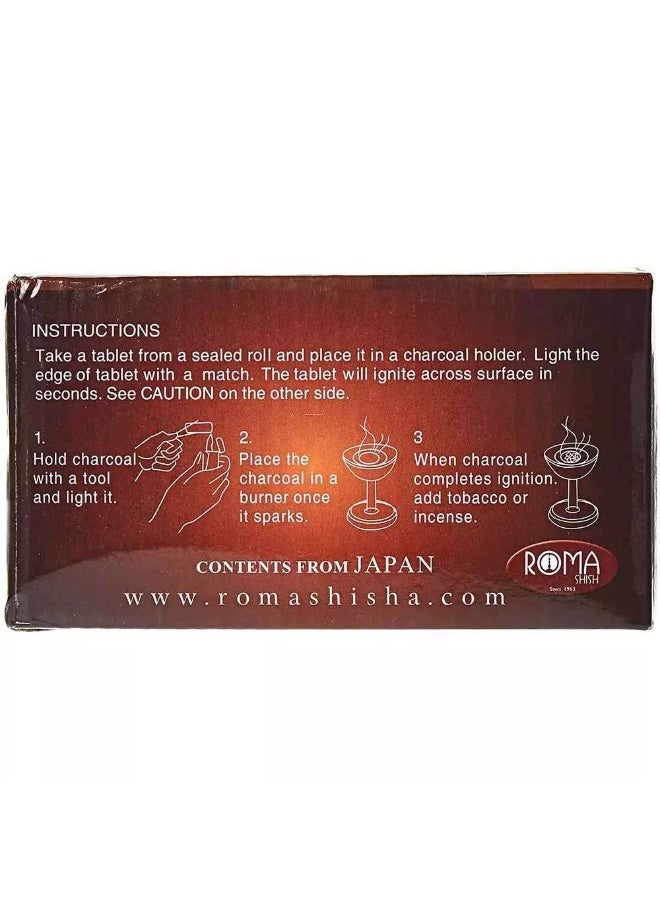 INSTRUCTIONS
Take a tablet from a sealed roll and place it in a charcoal holder. Light the
edge of tablet with a match. The tablet will ignite across surface in
seconds. See CAUTION on the other side.
1.
Hold charcoal
with a tool
and light it.
2.
Place the
charcoal in a
burner once
it sparks.
3
When charcoal
completes ignition.
add tobacco or
incense.
CONTENTS FROM JAPAN
www.romashisha.com
ROMA
SHISH
SINCE 1963